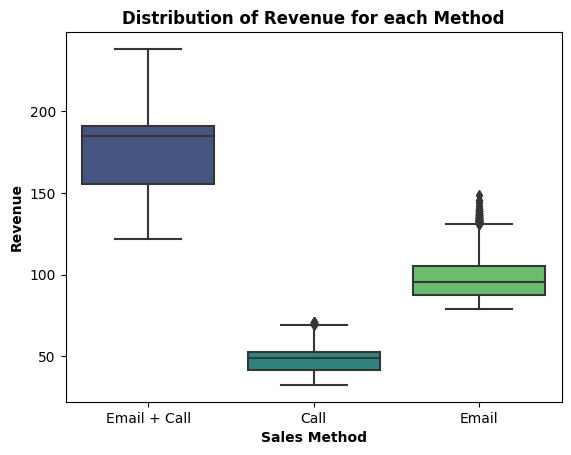 Distribution of Revenue for each Method
Revenue
200
150
100
50
Email + Call
Call
Email
Sales Method